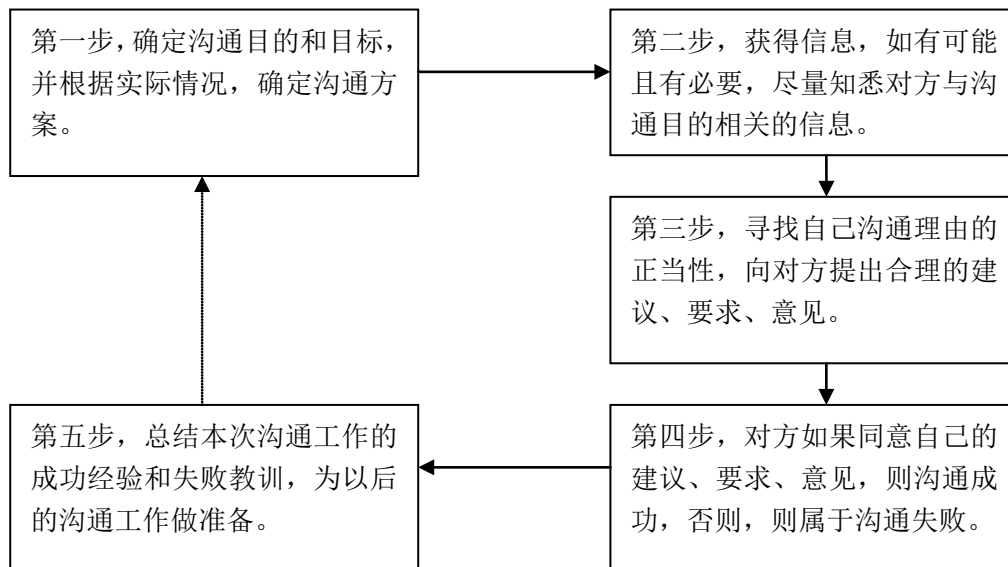 第一步，确定沟通目的和目标，
并根据实际情况，确定沟通方
案。
第二步，获得信息，如有可能
且有必要，尽量知悉对方与沟
通目的相关的信息。
第三步，寻找自己沟通理由的
正当性，向对方提出合理的建
议、要求、意见。
第四步，对方如果同意自己的
建议、要求、意见，则沟通成
功，否则，则属于沟通失败。
第五步，总结本次沟通工作的
成功经验和失败教训，为以后
的沟通工作做准备。